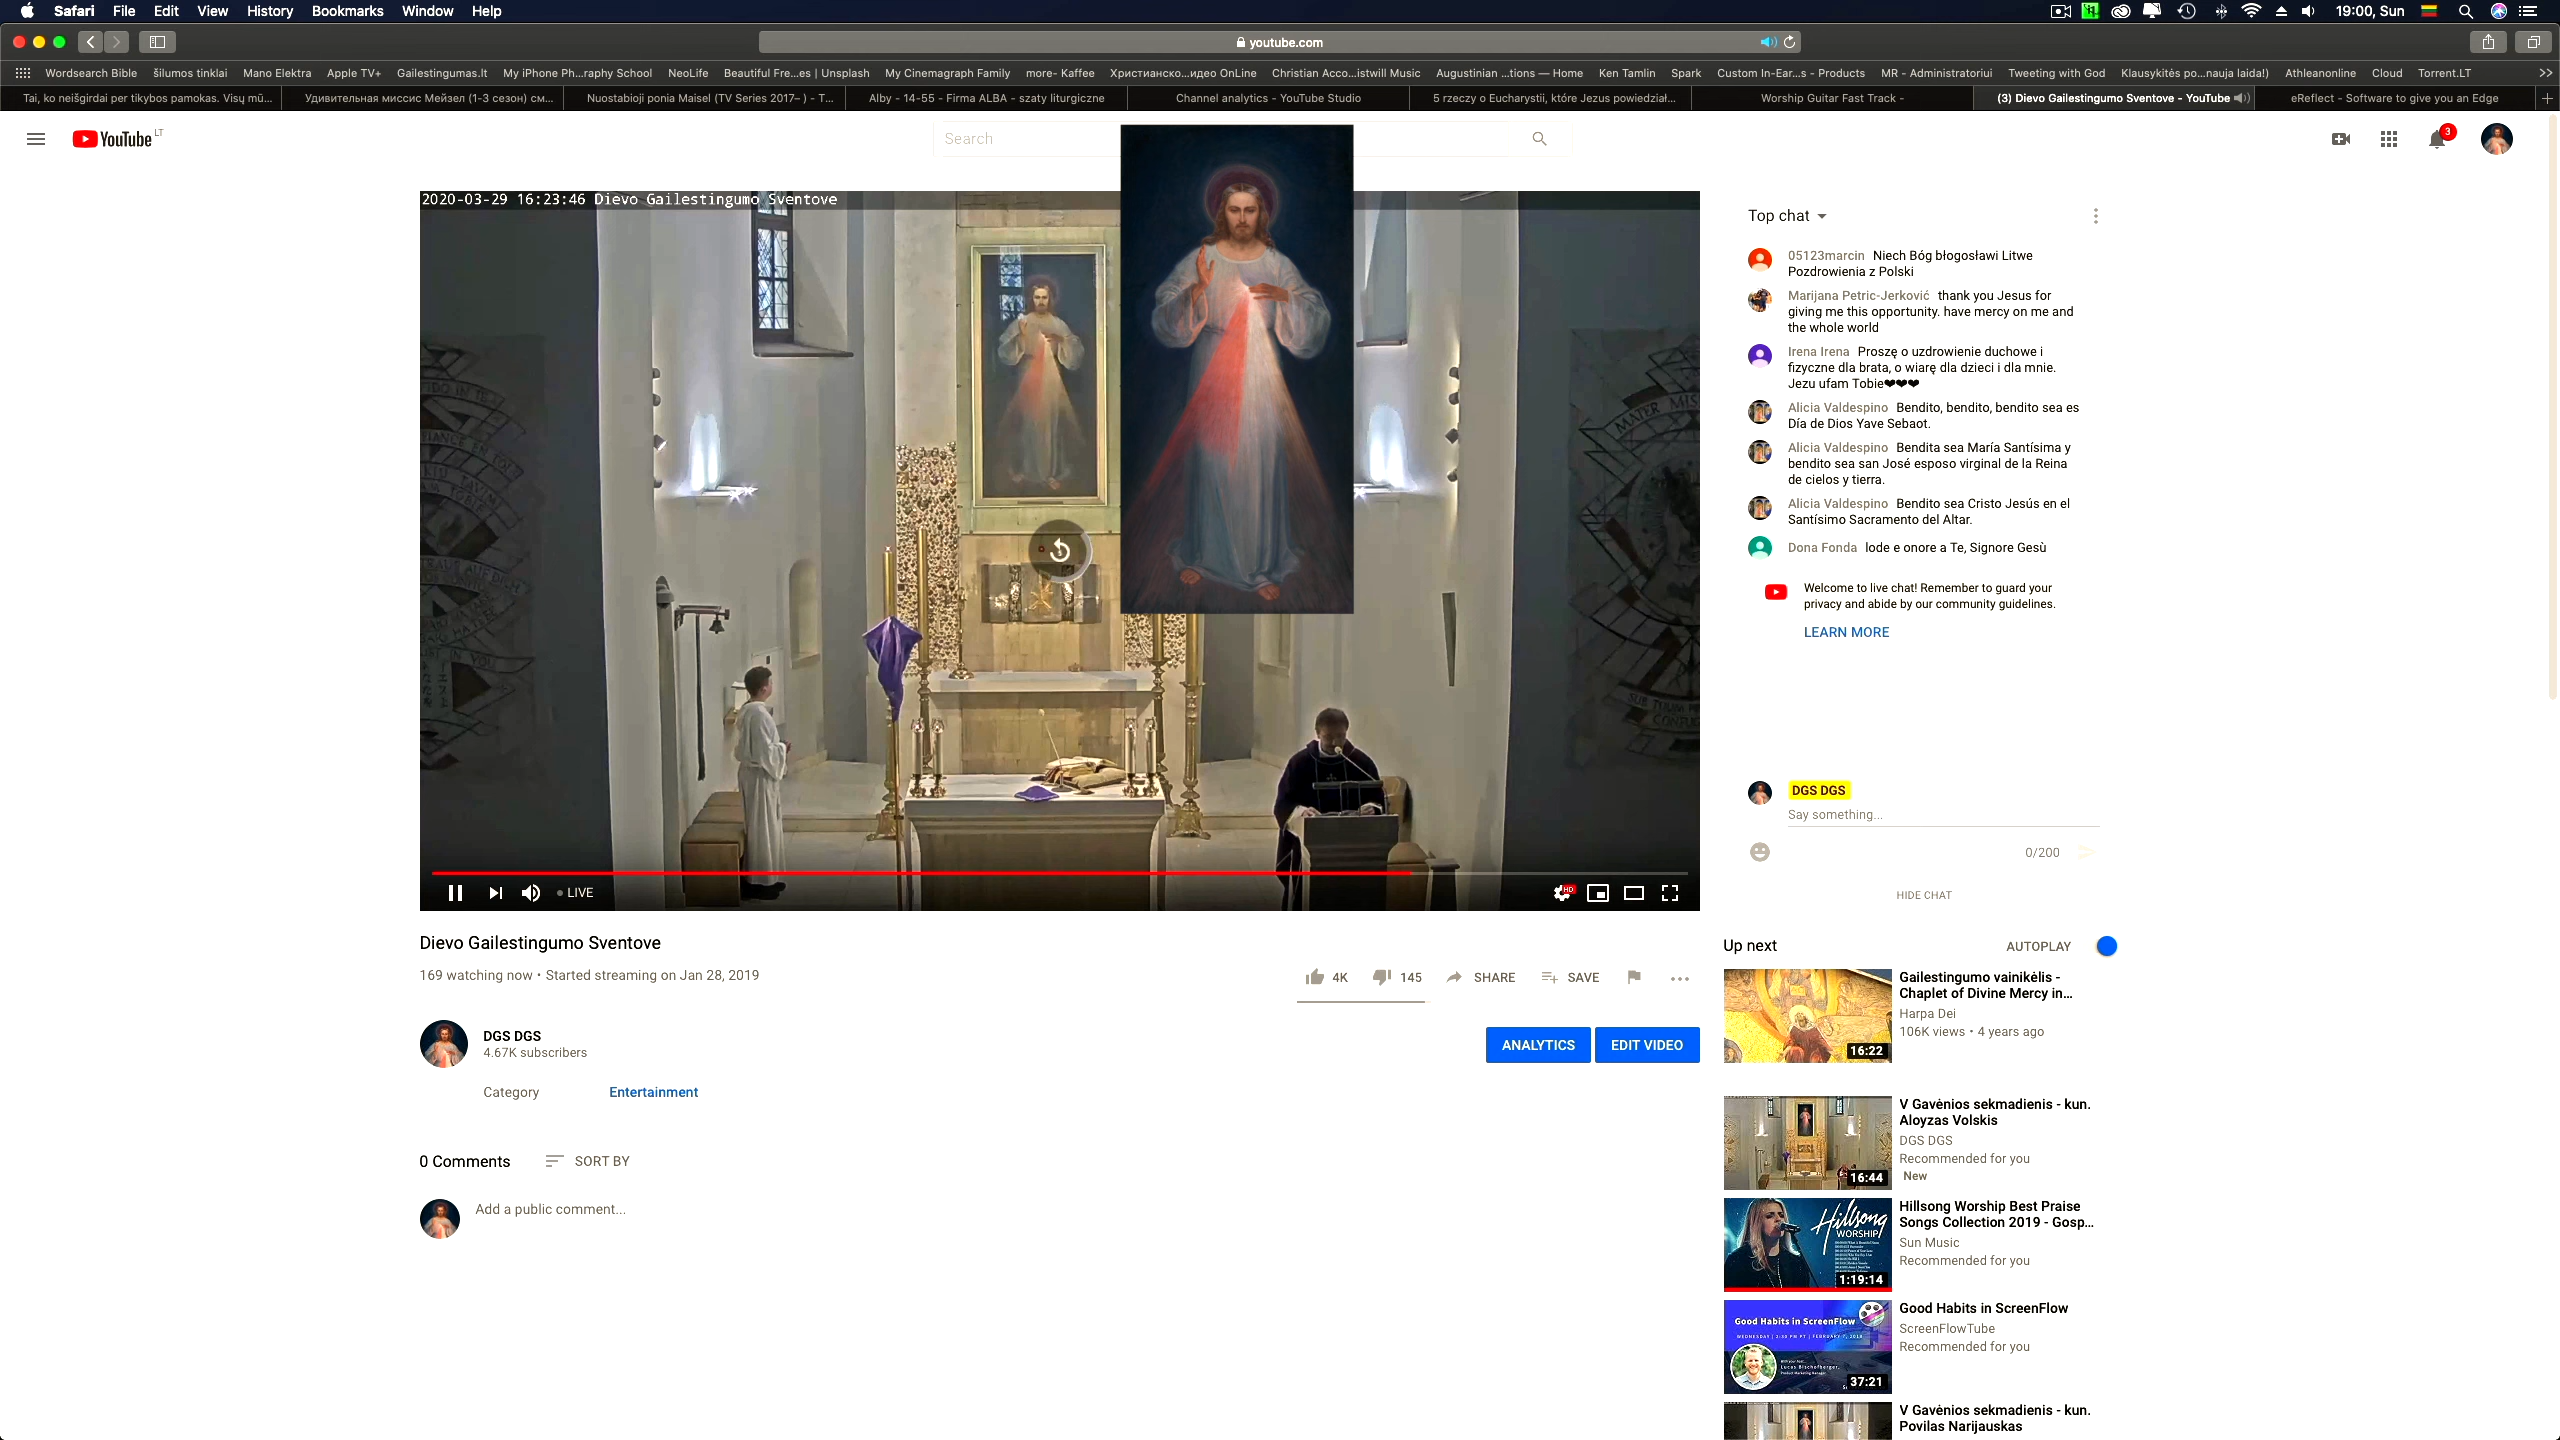 Safari File Edit View History Bookmarks Window Help 19:00, Sun
youtube.com
Wordsearch Bible šilumos tinklai Mano Elektra Apple TV+ Gailestingumas.lt My iPhone Ph...raphy School NeoLife Beautiful Fre...es | Unsplash My Cinemagraph Family more- Kaffee Христианско...идео OnLine Christian Acco...istwill Music Augustinian ...tions — Home Ken Tamlin Spark Custom In-Ear...s - Products MR - Administratoriui Tweeting with God Klausykitės po...nauja laida!) Athleanonline Cloud Torrent.LT
Tai, ko neišgirdai per tikybos pamokas. Visų mū... Удивительная миссис Мейзел (1-3 сезон) см... Nuostabioji ponia Maisel (TV Series 2017– ) - T... Alby - 14-55 - Firma ALBA - szaty liturgiczne Channel analytics - YouTube Studio 5 rzeczy o Eucharystii, które Jezus powiedział... Worship Guitar Fast Track - (3) Dievo Gailestingumo Sventove - YouTube eReflect - Software to give you an Edge
YouTube LT
Search
3
2020-03-29 16:23:46 Dievo Gailestingumo Sventove
LIVE
HD
Top chat
05123marcin Niech Bóg błogosławi Litwe
Pozdrowienia z Polski
Marijana Petric-Jerković thank you Jesus for
giving me this opportunity. have mercy on me and
the whole world
Irena Irena Proszę o uzdrowienie duchowe i
fizyczne dla brata, o wiarę dla dzieci i dla mnie.
Jezu ufam Tobie❤❤❤
Alicia Valdespino Bendito, bendito, bendito sea es
Día de Dios Yave Sebaot.
Alicia Valdespino Bendita sea María Santísima y
bendito sea san José esposo virginal de la Reina
de cielos y tierra.
Alicia Valdespino Bendito sea Cristo Jesús en el
Santísimo Sacramento del Altar.
Dona Fonda lode e onore a Te, Signore Gesù
Welcome to live chat! Remember to guard your
privacy and abide by our community guidelines.
LEARN MORE
DGS DGS
Say something...
0/200
HIDE CHAT
Dievo Gailestingumo Sventove
169 watching now • Started streaming on Jan 28, 2019
4K 145 SHARE SAVE
DGS DGS
4.67K subscribers
ANALYTICS EDIT VIDEO
Category Entertainment
0 Comments SORT BY
Add a public comment...
Up next AUTOPLAY
16:22
Gailestingumo vainikėlis -
Chaplet of Divine Mercy in...
Harpa Dei
106K views • 4 years ago
16:44
V Gavėnios sekmadienis - kun.
Aloyzas Volskis
DGS DGS
Recommended for you
New
Hillsong
WORSHIP
1:19:14
Hillsong Worship Best Praise
Songs Collection 2019 - Gosp...
Sun Music
Recommended for you
Good Habits in ScreenFlow
37:21
Good Habits in ScreenFlow
ScreenFlowTube
Recommended for you
V Gavėnios sekmadienis - kun.
Povilas Narijauskas